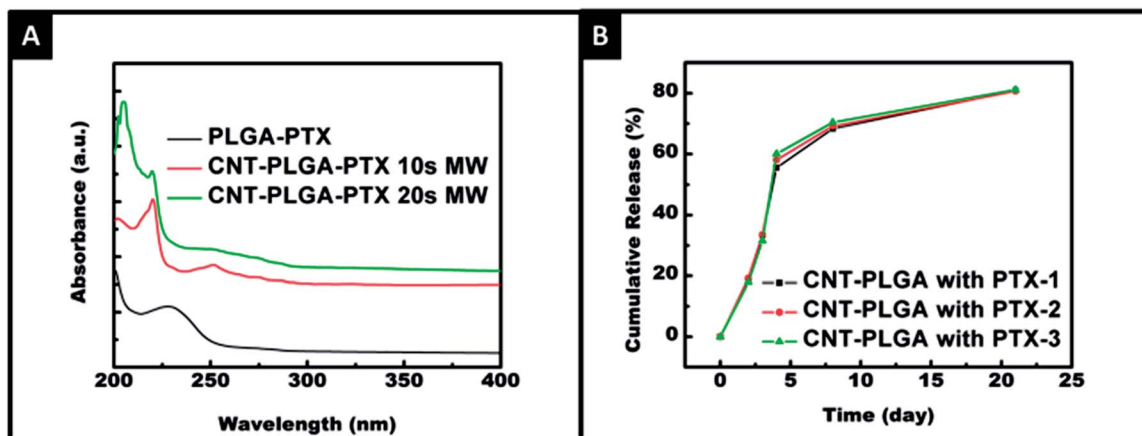 A
PLGA-PTX
CNT-PLGA-PTX 10s MW
CNT-PLGA-PTX 20s MW
Absorbance (a.u.)
200 250 300 350 400
Wavelength (nm)
B
80
60
40
20
0
Cumulative Release (%)
CNT-PLGA with PTX-1
CNT-PLGA with PTX-2
CNT-PLGA with PTX-3
0 5 10 15 20 25
Time (day)